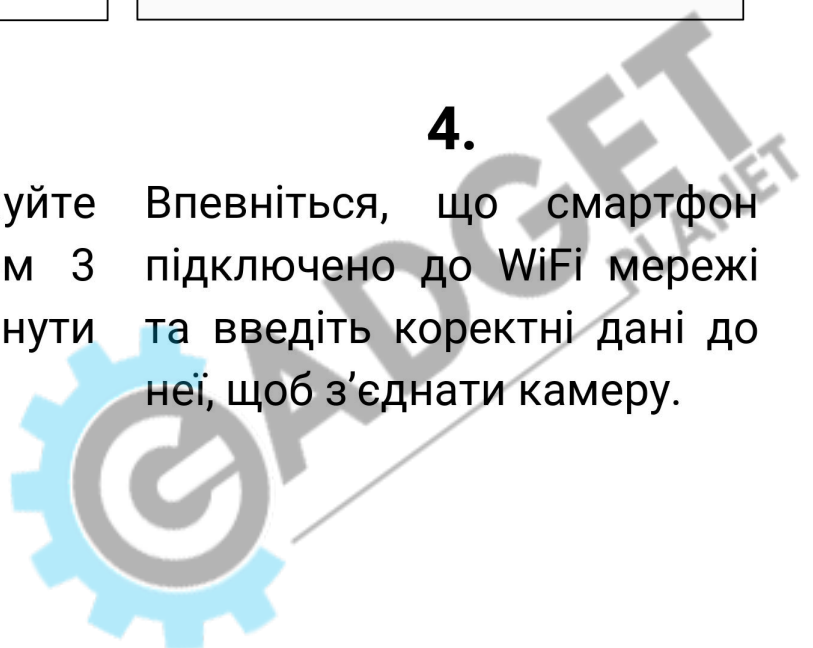 4.
уйте
м 3
нути
Впевніться, що смартфон
підключено до WiFi мережі
та введіть коректні дані до
неї, щоб з’єднати камеру.
GADGET
PLANET